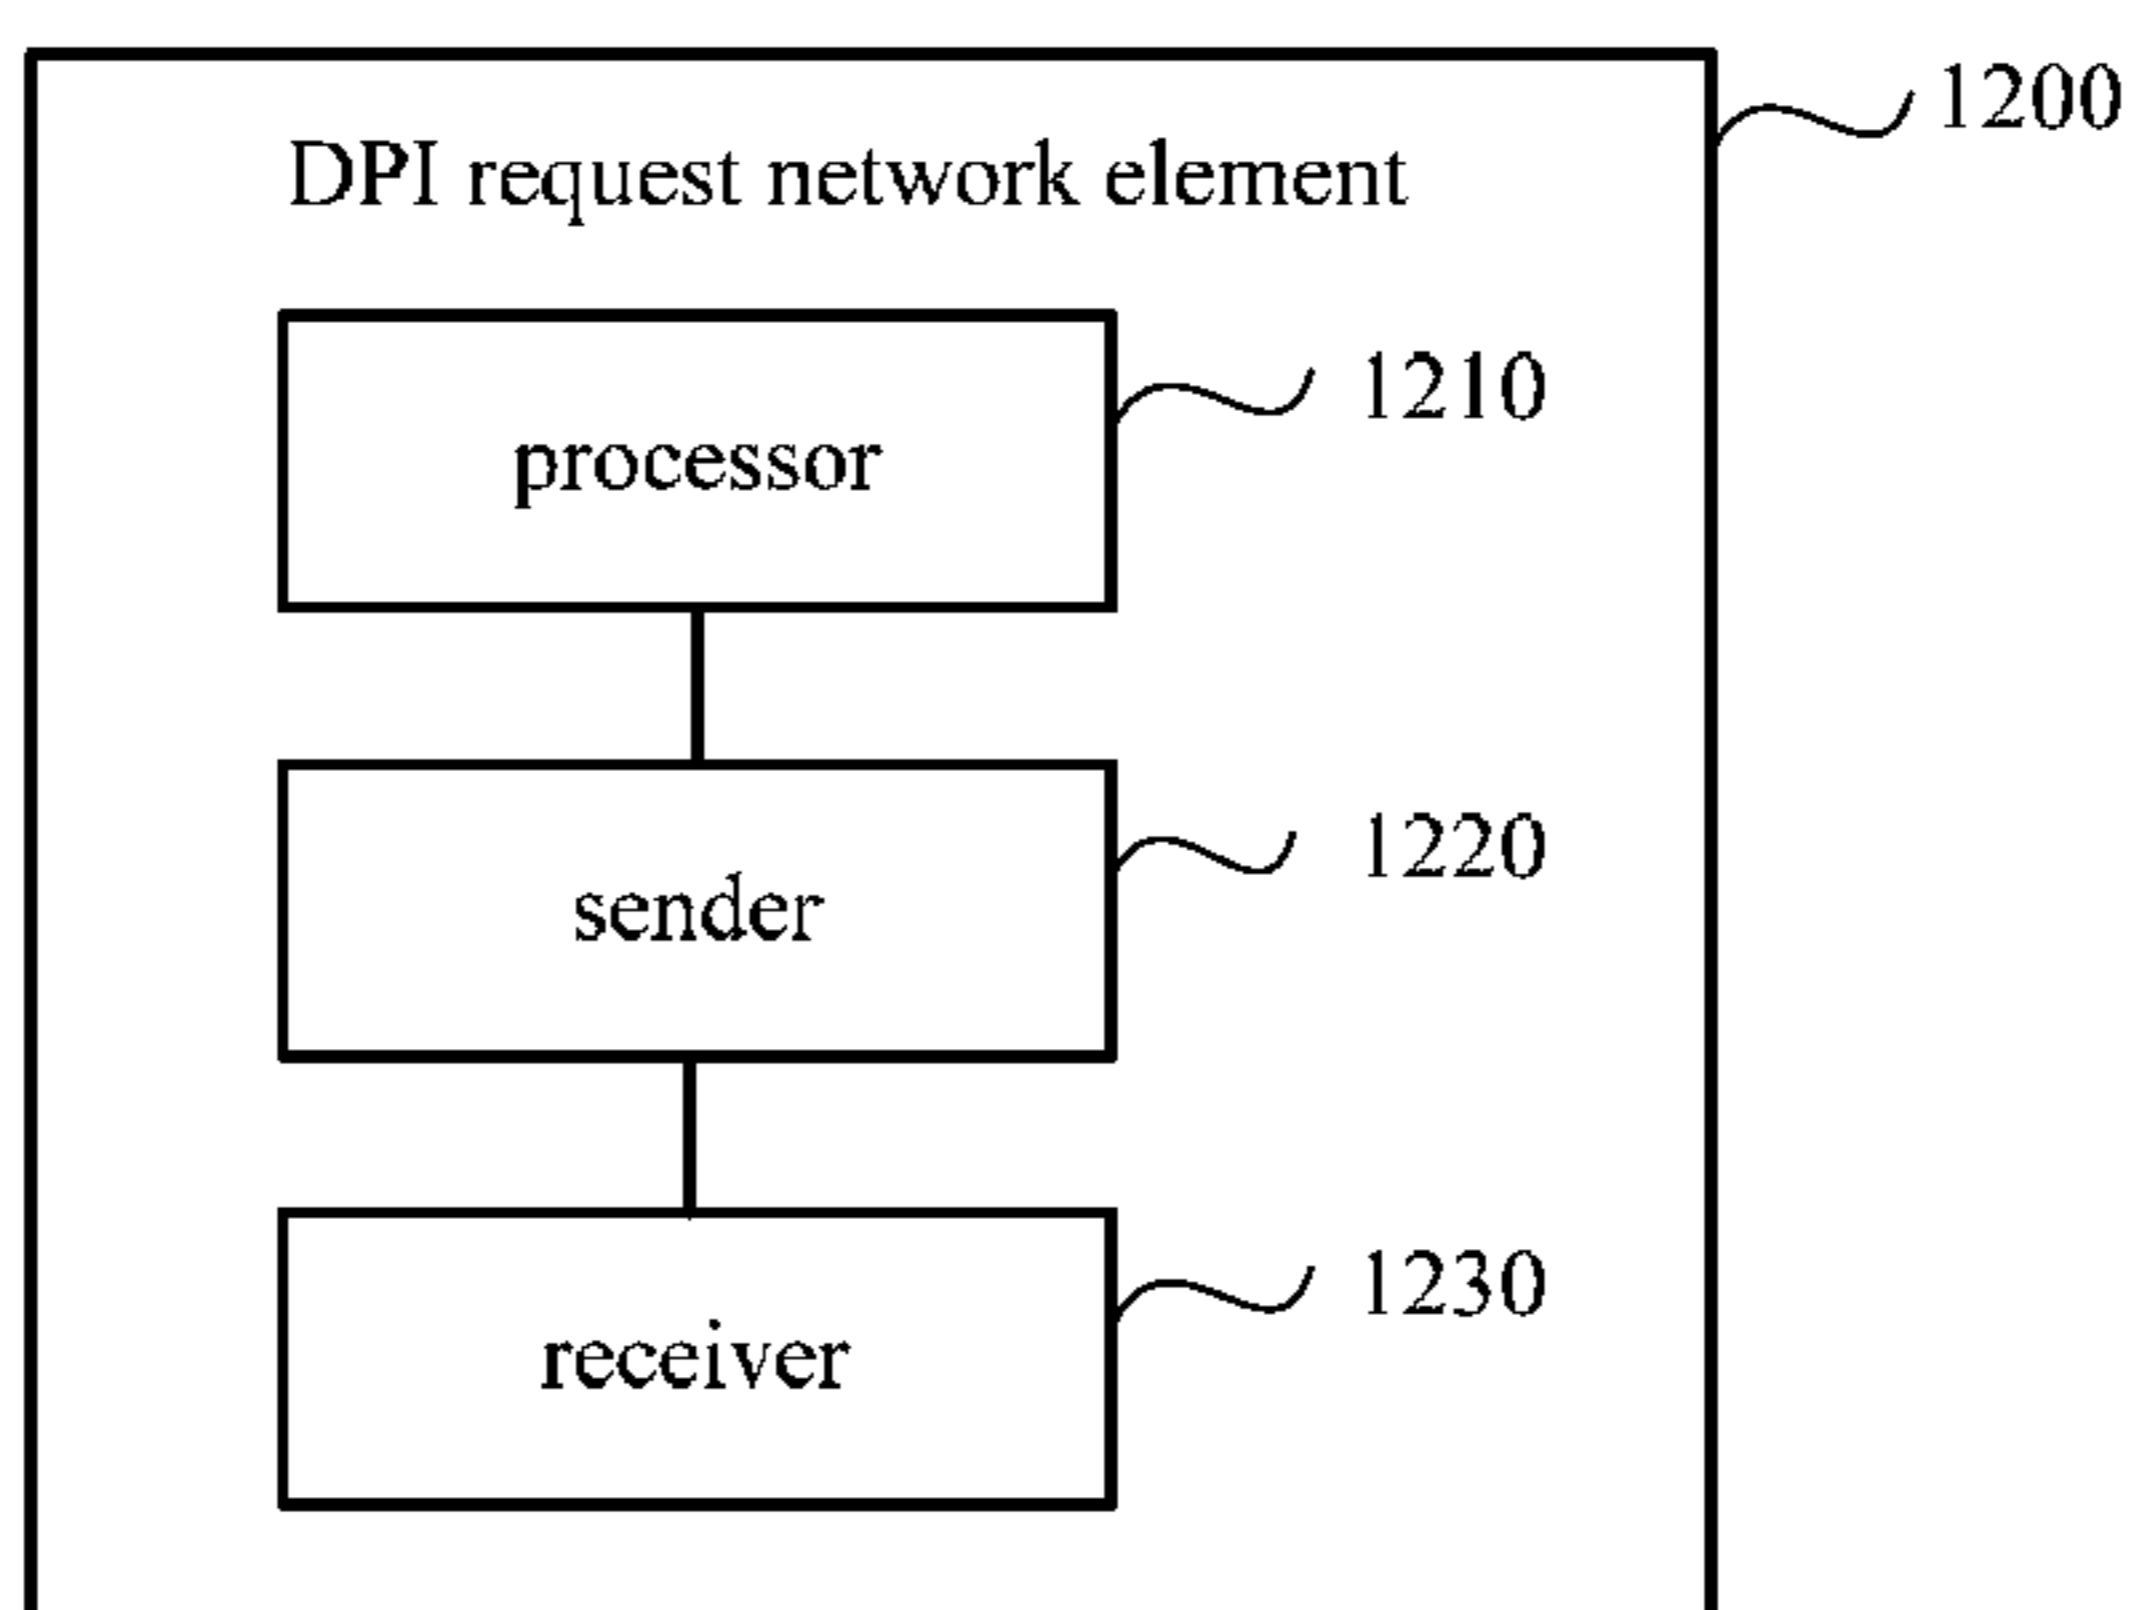 1200
DPI request network element
1210
processor
1220
sender
1230
receiver